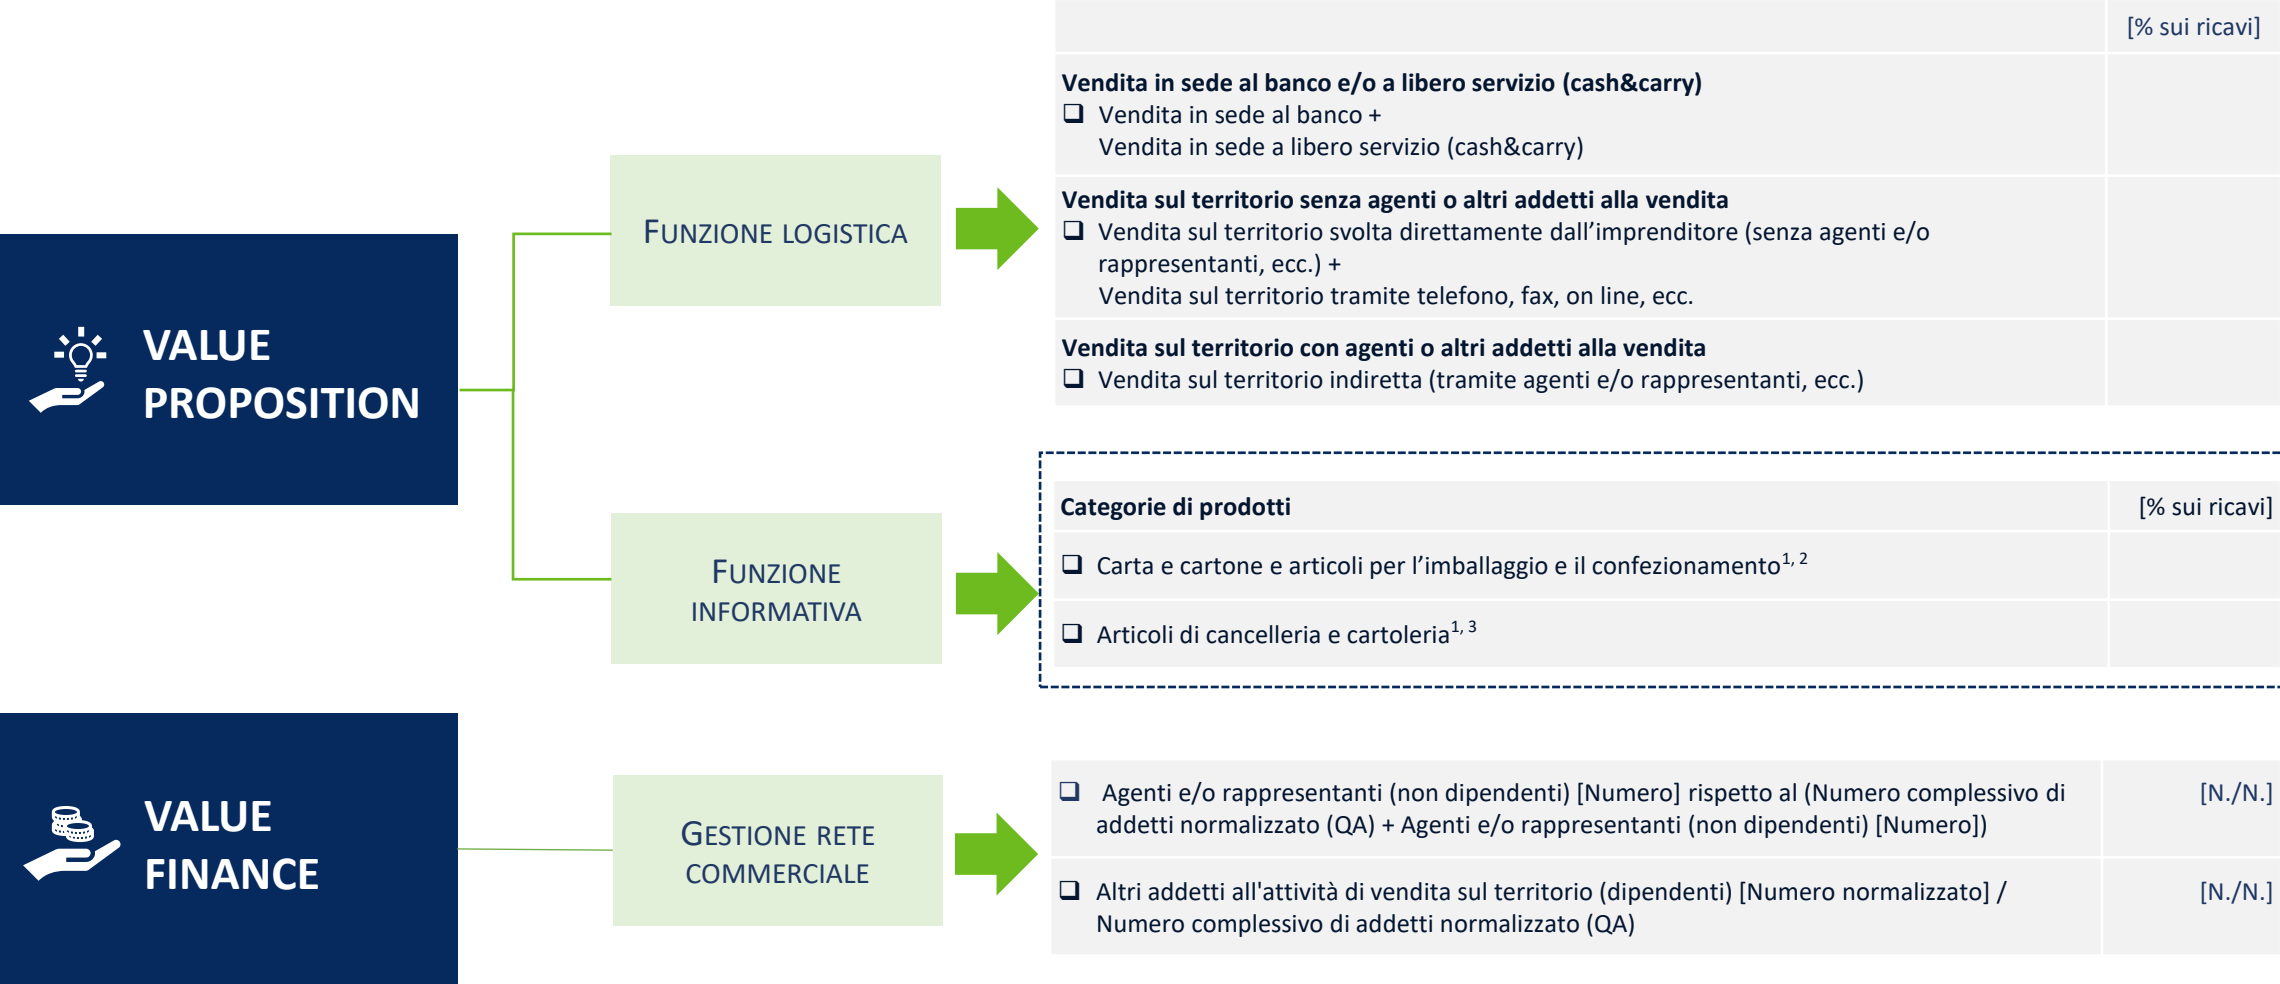 [% sui ricavi]
Vendita in sede al banco e/o a libero servizio (cash&carry)
❑ Vendita in sede al banco +
Vendita in sede a libero servizio (cash&carry)
FUNZIONE LOGISTICA
Vendita sul territorio senza agenti o altri addetti alla vendita
❑ Vendita sul territorio svolta direttamente dall’imprenditore (senza agenti e/o
rappresentanti, ecc.) +
Vendita sul territorio tramite telefono, fax, on line, ecc.
Vendita sul territorio con agenti o altri addetti alla vendita
❑ Vendita sul territorio indiretta (tramite agenti e/o rappresentanti, ecc.)
VALUE
PROPOSITION
Categorie di prodotti [% sui ricavi]
❑ Carta e cartone e articoli per l’imballaggio e il confezionamento1, 2
❑ Articoli di cancelleria e cartoleria1, 3
FUNZIONE
INFORMATIVA
VALUE
FINANCE
GESTIONE RETE
COMMERCIALE
❑ Agenti e/o rappresentanti (non dipendenti) [Numero] rispetto al (Numero complessivo di [N./N.]
addetti normalizzato (QA) + Agenti e/o rappresentanti (non dipendenti) [Numero])
❑ Altri addetti all'attività di vendita sul territorio (dipendenti) [Numero normalizzato] / [N./N.]
Numero complessivo di addetti normalizzato (QA)